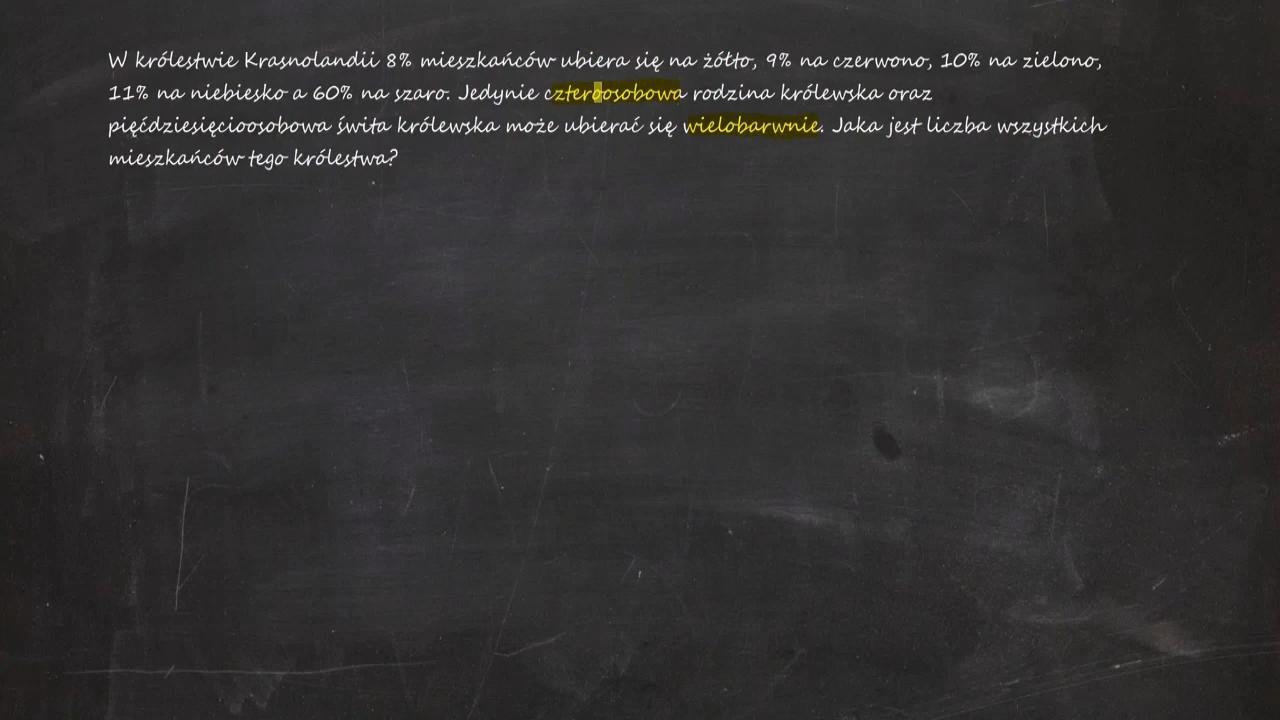 W królestwie Krasnolandii 8% mieszkańców ubiera się na żółto, 9% na czerwono, 10% na zielono,
11% na niebiesko a 60% na szaro. Jedynie czteroosobowa rodzina królewska oraz
pięćdziesięcioosobowa świta królewska może ubierać się wielobarwnie. Jaka jest liczba wszystkich
mieszkańców tego królestwa?